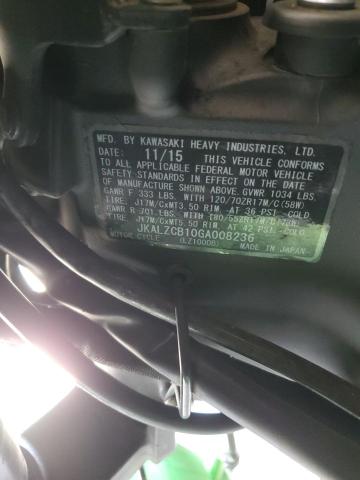 MFD. BY KAWASAKI HEAVY INDUSTRIES, LTD.
DATE: 11/15 THIS VEHICLE CONFORMS
TO ALL APPLICABLE FEDERAL MOTOR VEHICLE
SAFETY STANDARDS IN EFFECT ON THE DATE
OF MANUFACTURE SHOWN ABOVE. GVWR 1034 LBS.
GAWR F 333 LBS. WITH 120/70ZR17M/C(58W)
TIRE, J17M/CxMT3.50 RIM. AT 36 PSI COLD.
GAWR R 701 LBS. WITH
TIRE, J17M/CxMT5.50 RIM. AT 42 PSI COLD
JKALZCB10GA008236
MOTOR CYCLE (LZ1000B) MADE IN JAPAN